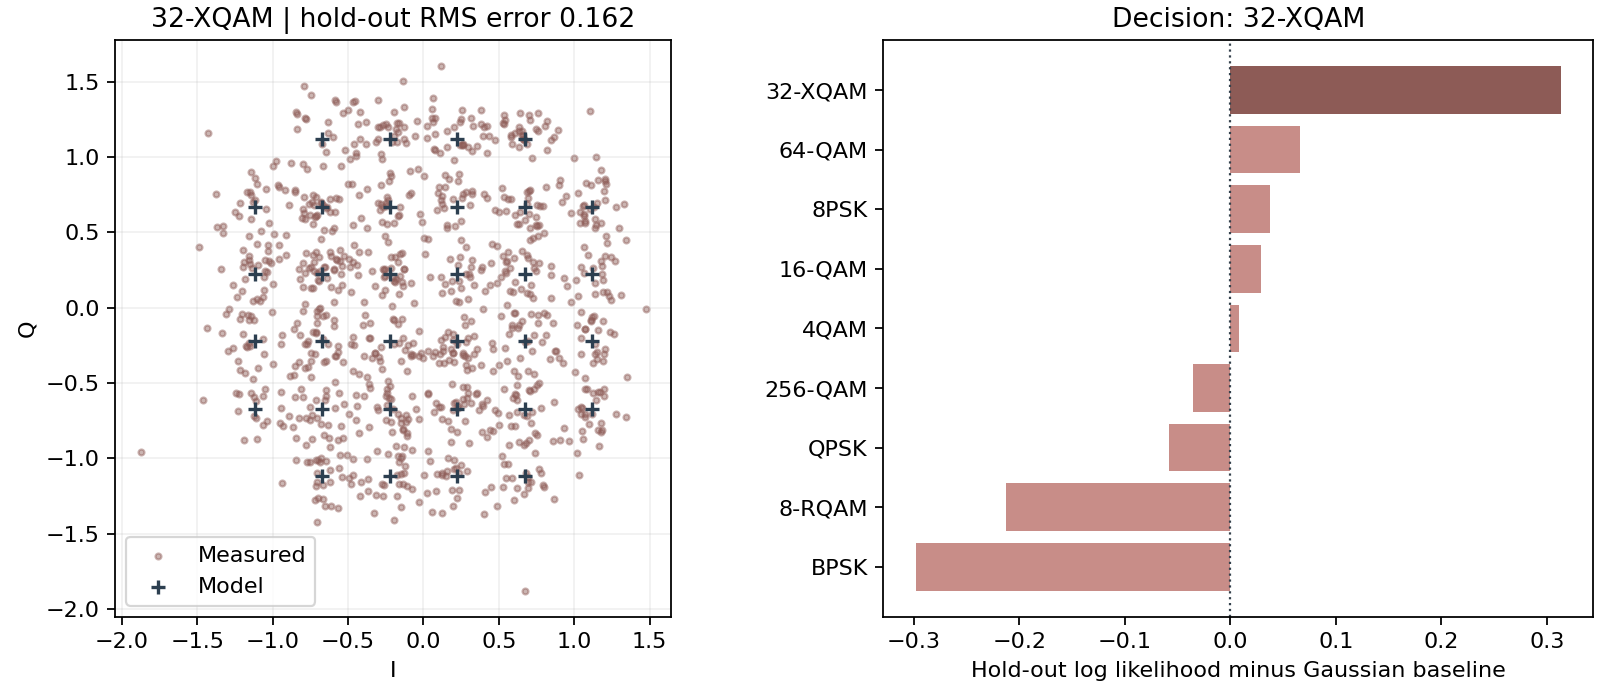 32-XQAM | hold-out RMS error 0.162
1.5
1.0
0.5
0.0
−0.5
−1.0
−1.5
−2.0
Q
Measured
Model
−2.0 −1.5 −1.0 −0.5 0.0 0.5 1.0 1.5
I
Decision: 32-XQAM
32-XQAM
64-QAM
8PSK
16-QAM
4QAM
256-QAM
QPSK
8-RQAM
BPSK
−0.3 −0.2 −0.1 0.0 0.1 0.2 0.3
Hold-out log likelihood minus Gaussian baseline